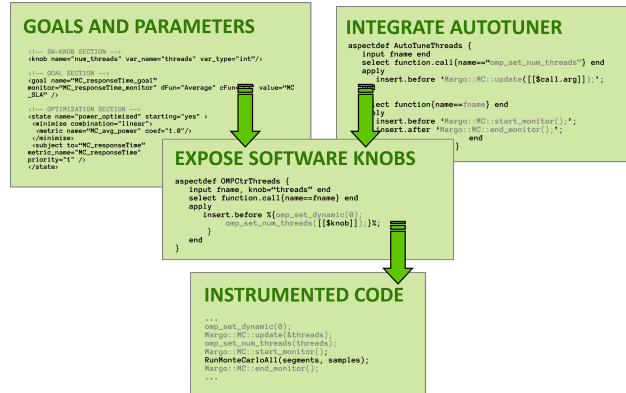 GOALS AND PARAMETERS
<!-- SW-KNOB SECTION -->
<knob name="num_threads" var_name="threads" var_type="int"/>
<!-- GOAL SECTION -->
<goal name="MC_responseTime_goal"
monitor="MC_responseTime_monitor" dFun="Average" cFun value="MC
_SLA" />
<!-- OPTIMIZATION SECTION -->
<state name="power_optimized" starting="yes" >
<minimize combination="linear">
<metric name="MC_avg_power" coef="1.0"/>
</minimize>
<subject to="MC_responseTime"
metric_name="MC_responseTime"
priority="1" />
</state>
INTEGRATE AUTOTUNER
aspectdef AutoTuneThreads {
input fname end
select function.call{name=="omp_set_num_threads"} end
apply
insert.before 'Margo::MC::update([[$call.arg]]);';
lect function{name==fname} end
ly
insert.before 'Margo::MC::start_monitor();';
insert.after 'Margo::MC::end_monitor();';
end
}
EXPOSE SOFTWARE KNOBS
aspectdef OMPCtrThreads {
input fname, knob="threads" end
select function.call{name==fname} end
apply
insert.before %{omp_set_dynamic(0);
omp_set_num_threads([[$knob]]);}%;
}
end
}
INSTRUMENTED CODE
...
omp_set_dynamic(0);
Margo::MC::update(&threads);
omp_set_num_threads(threads);
Margo::MC::start_monitor();
RunMonteCarloAll(segments, samples);
Margo::MC::end_monitor();
...